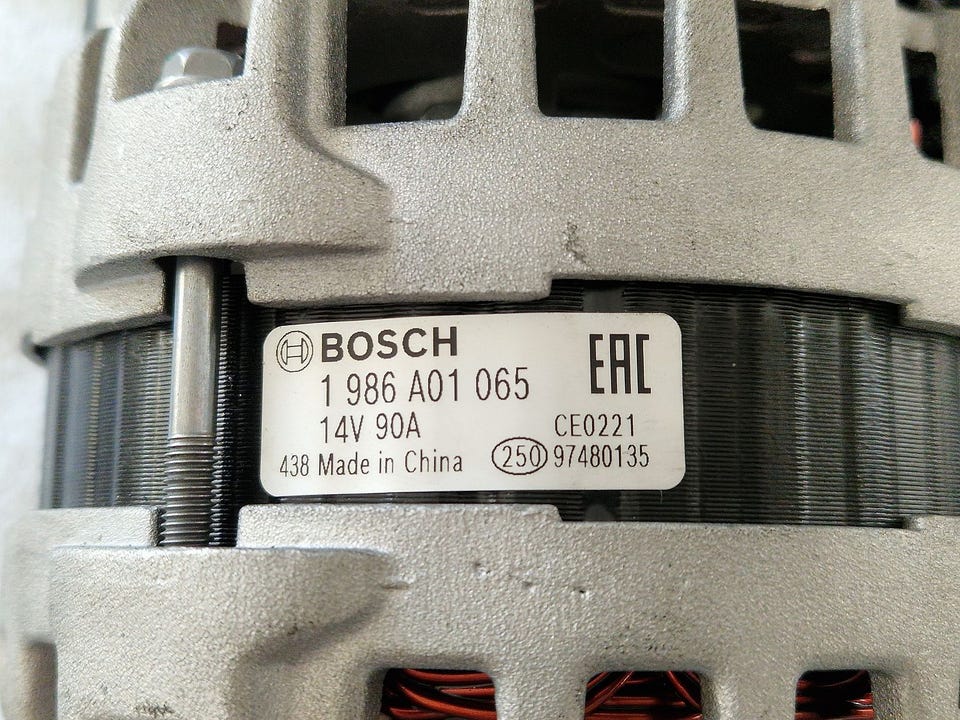 BOSCH
1 986 A01 065
14V 90A
438 Made in China
EAC
CE0221
250 97480135